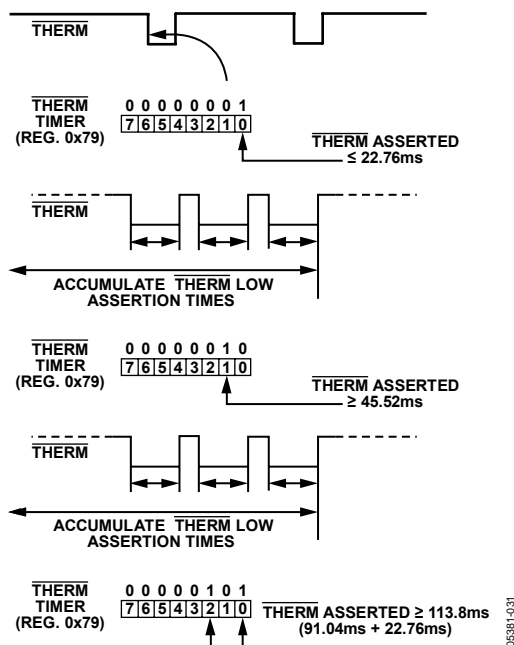 THERM
THERM
TIMER
(REG. 0x79)
0 0 0 0 0 0 0 1
7 6 5 4 3 2 1 0
THERM ASSERTED
≤ 22.76ms
THERM
ACCUMULATE THERM LOW
ASSERTION TIMES
THERM
TIMER
(REG. 0x79)
0 0 0 0 0 0 1 0
7 6 5 4 3 2 1 0
THERM ASSERTED
≥ 45.52ms
THERM
ACCUMULATE THERM LOW
ASSERTION TIMES
THERM
TIMER
(REG. 0x79)
0 0 0 0 0 1 0 1
7 6 5 4 3 2 1 0
THERM ASSERTED ≥ 113.8ms
(91.04ms + 22.76ms)
05381-031